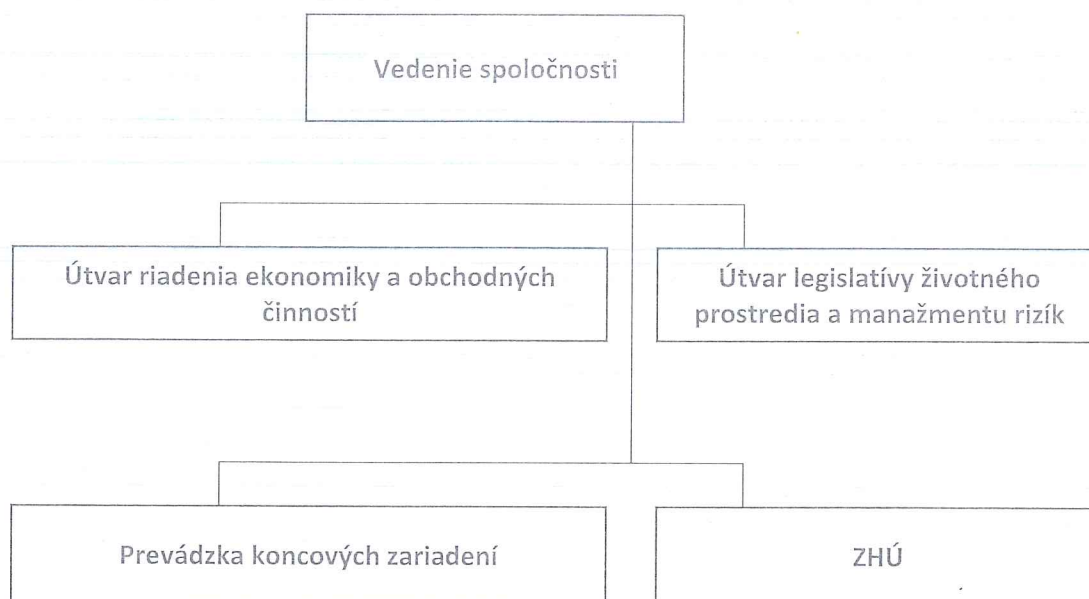 Vedenie spoločnosti
Útvar riadenia ekonomiky a obchodných
činností
Útvar legislatívy životného
prostredia a manažmentu rizík
Prevádzka koncových zariadení
ZHÚ